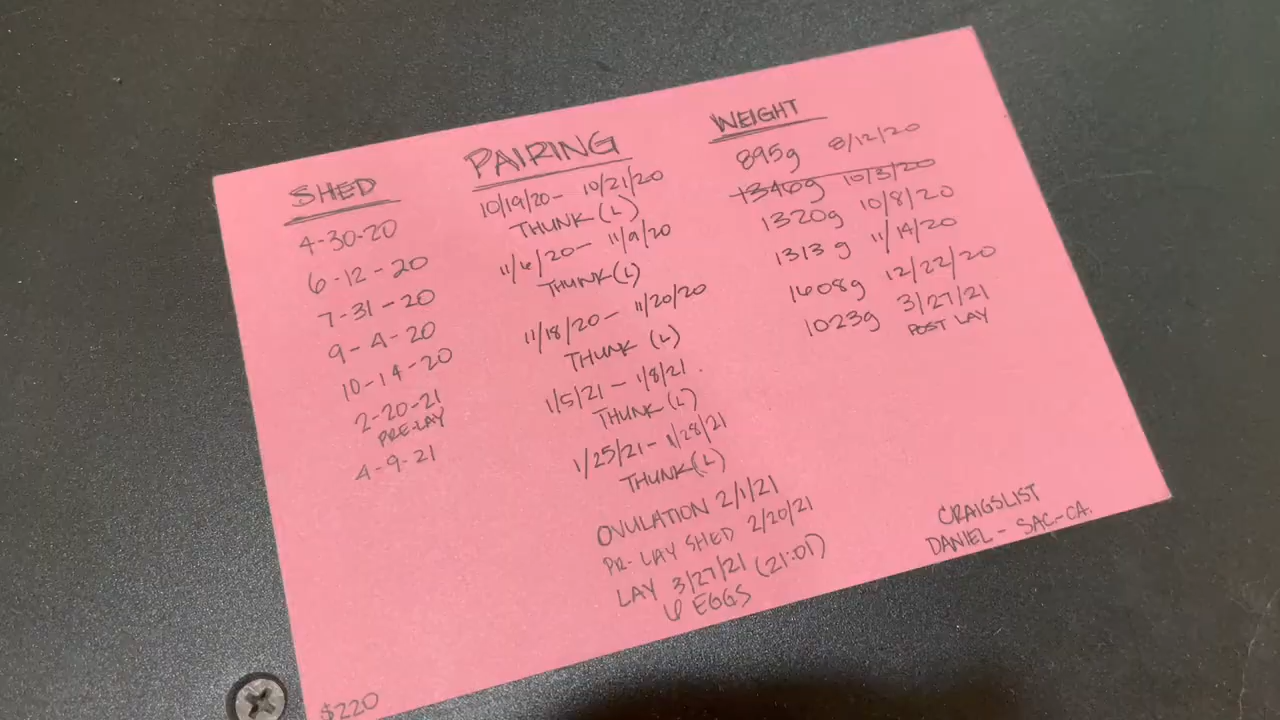 SHED
4-30-20
6-12-20
7-31-20
9-4-20
10-14-20
2-20-21
PRE-LAY
4-9-21
PAIRING
10/19/20- 10/21/20
THUNK (L)
11/6/20- 11/9/20
THUNK (L)
11/18/20- 11/20/20
THUNK (L)
1/5/21- 1/8/21
THUNK (L)
1/25/21- 1/28/21
THUNK (L)
OVULATION 2/1/21
PR-LAY SHED 2/20/21
LAY 3/27/21 (21:01)
6 EGGS
WEIGHT
895g 8/12/20
1346g 10/3/20
1320g 10/8/20
1313g 11/14/20
1608g 12/22/20
1023g 3/27/21
POST LAY
CRAIGSLIST
DANIEL - SAC-CA.
$220